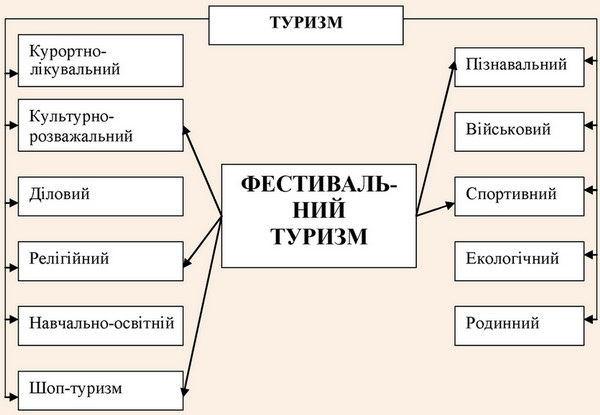 ТУРИЗМ
Курортно-
лікувальний
Культурно-
розважальний
Діловий
Релігійний
Навчально-освітній
Шоп-туризм
ФЕСТИВАЛЬ-
НИЙ
ТУРИЗМ
Пізнавальний
Військовий
Спортивний
Екологічний
Родинний